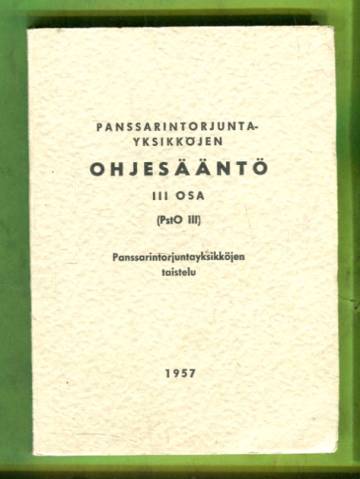 PANSSARINTORJUNTA-
YKSIKKÖJEN
OHJESÄÄNTÖ
III OSA
(PstO III)
Panssarintorjuntayksikköjen
taistelu
1957